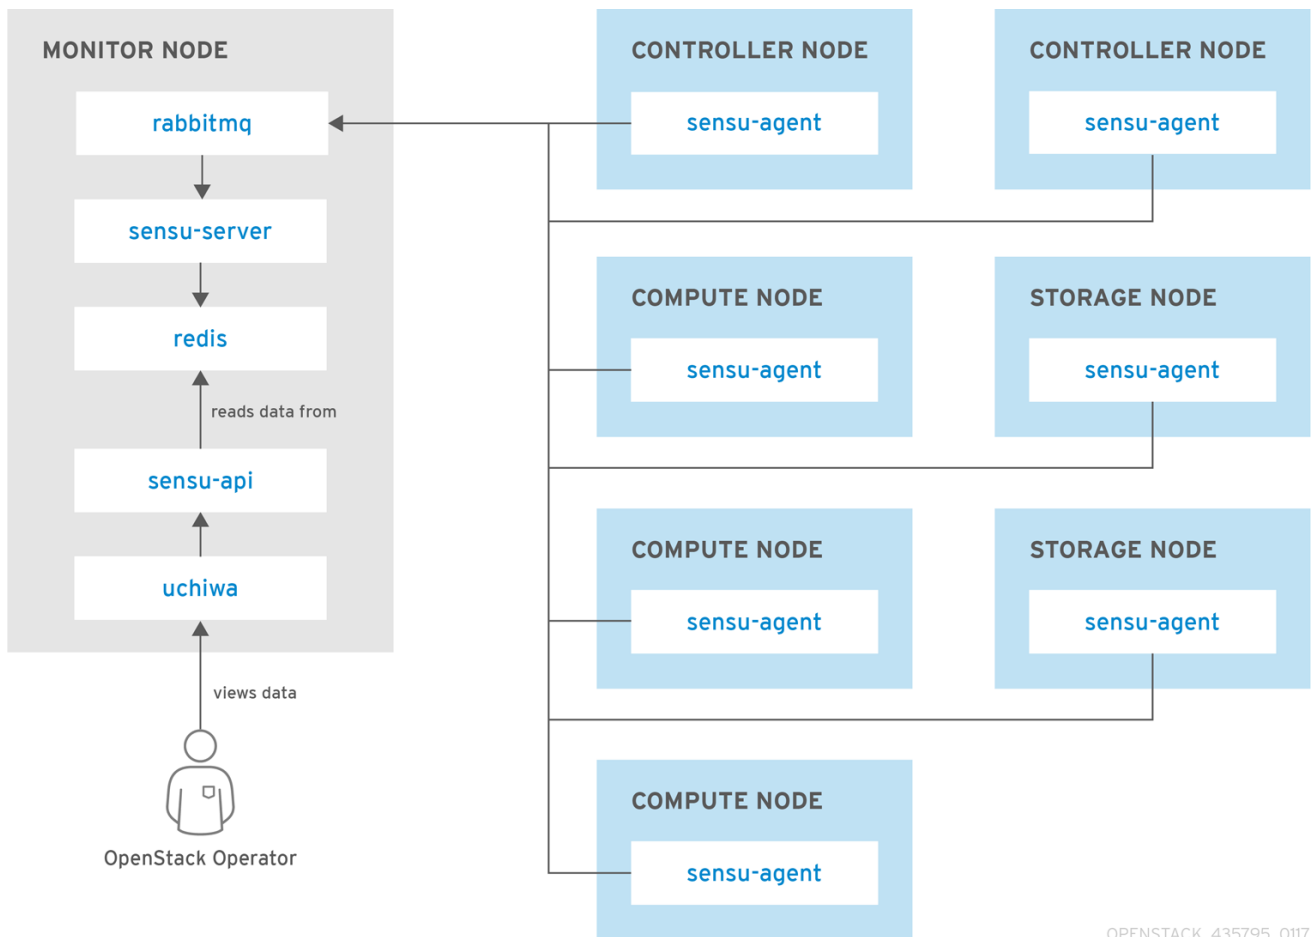 MONITOR NODE
rabbitmq
sensu-server
redis
reads data from
sensu-api
uchiwa
views data
OpenStack Operator
CONTROLLER NODE
sensu-agent
CONTROLLER NODE
sensu-agent
COMPUTE NODE
sensu-agent
STORAGE NODE
sensu-agent
COMPUTE NODE
sensu-agent
STORAGE NODE
sensu-agent
COMPUTE NODE
sensu-agent
OPENSTACK_435795_0117